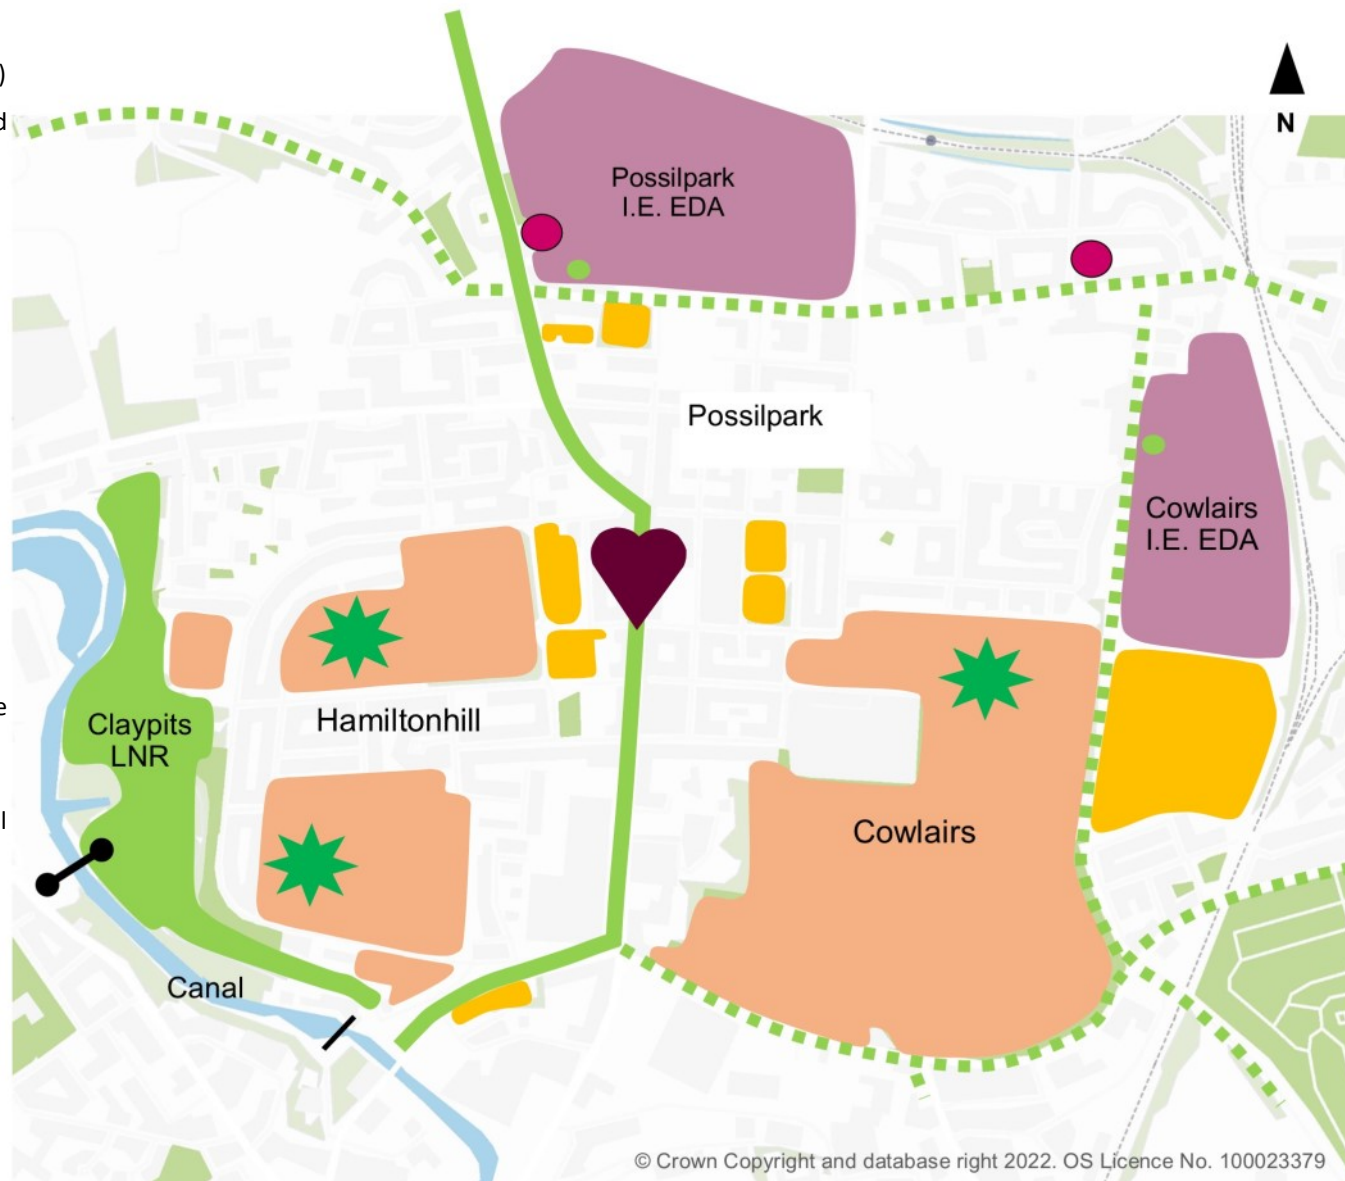 )
d
N
Possilpark
I.E. EDA
Possilpark
Cowlairs
I.E. EDA
e
Claypits
LNR
Hamiltonhill
l
Cowlairs
Canal
© Crown Copyright and database right 2022. OS Licence No. 100023379